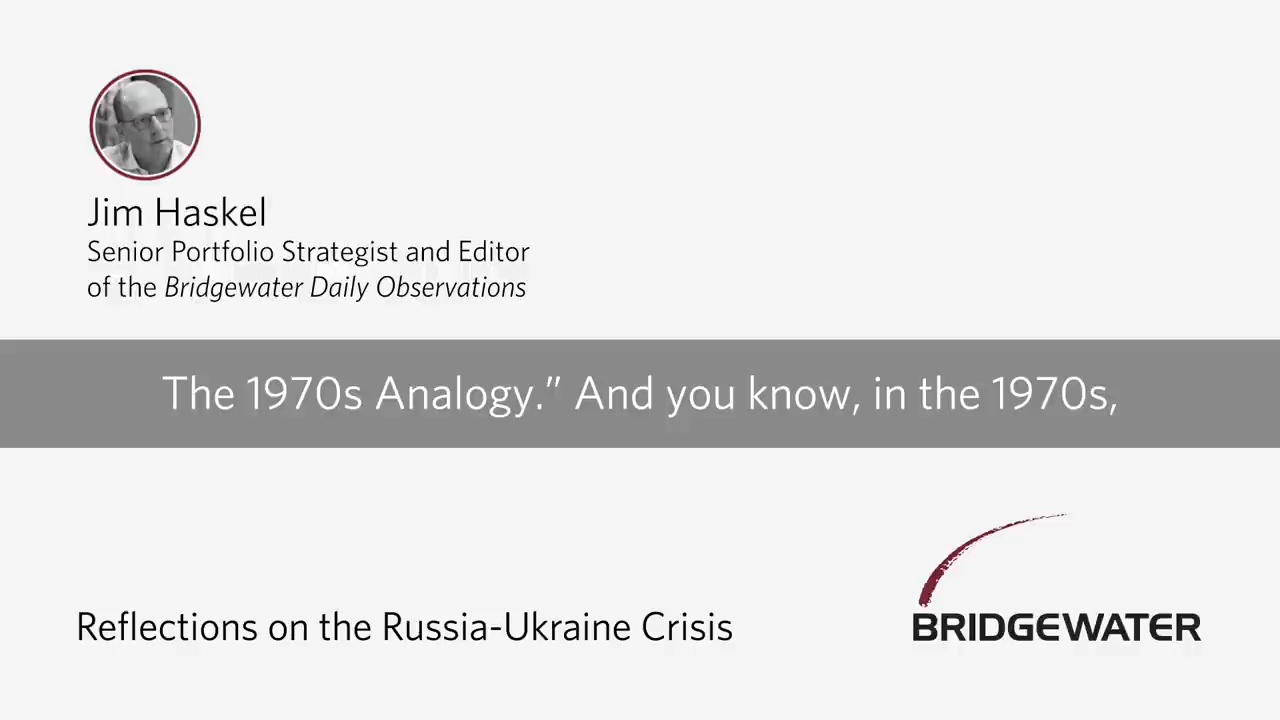 Jim Haskel
Senior Portfolio Strategist and Editor
of the Bridgewater Daily Observations
The 1970s Analogy.” And you know, in the 1970s,
Reflections on the Russia-Ukraine Crisis
BRIDGEWATER